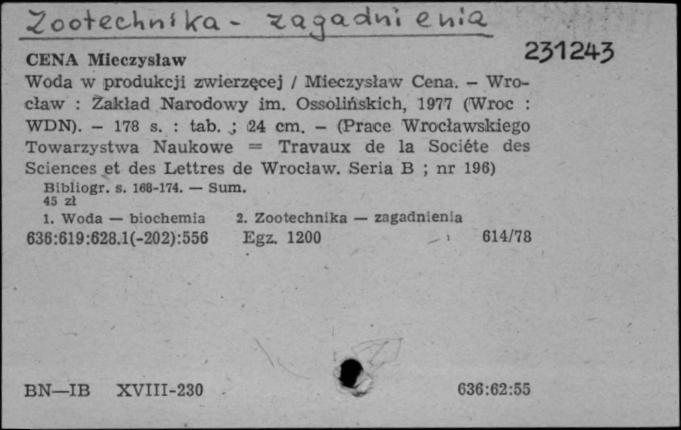 Zootechnika - zagadnienia
231243
CENA Mieczysław
Woda w produkcji zwierzęcej / Mieczysław Cena. — Wro-
cław : Zakład Narodowy im. Ossolińskich, 1977 (Wroc :
WDN). — 178 s. : tab. ; 24 cm. — (Prace Wrocławskiego
Towarzystwa Naukowe = Travaux de la Sociéte des
Sciences et des Lettres de Wrocław. Seria B ; nr 196)
Bibliogr. s. 168-174. — Sum.
45 zł
1. Woda — biochemia 2. Zootechnika — zagadnienia
636:619:628.1(-202):556 Egz. 1200 614/78
BN—IB XVIII-230 636:62:55